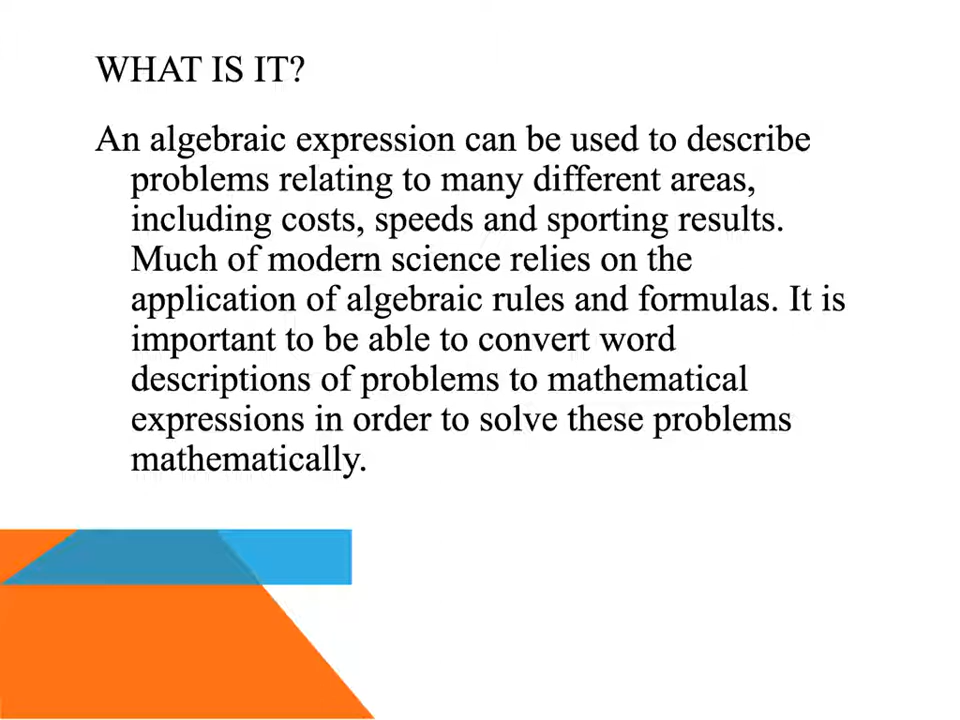 WHAT IS IT?
An algebraic expression can be used to describe
problems relating to many different areas,
including costs, speeds and sporting results.
Much of modern science relies on the
application of algebraic rules and formulas. It is
important to be able to convert word
descriptions of problems to mathematical
expressions in order to solve these problems
mathematically.